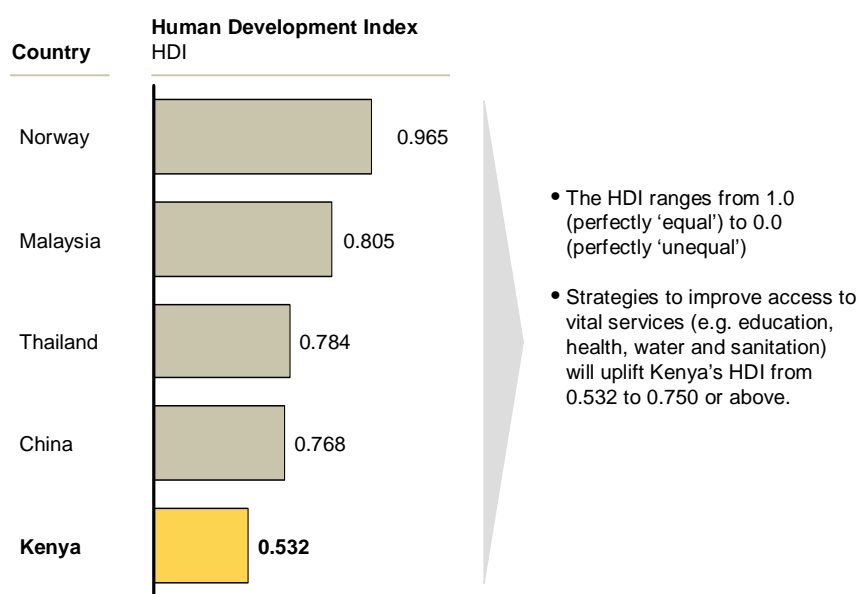 Human Development Index
Country HDI
Norway 0.965
Malaysia 0.805
Thailand 0.784
China 0.768
Kenya 0.532
• The HDI ranges from 1.0
(perfectly ‘equal’) to 0.0
(perfectly ‘unequal’)
• Strategies to improve access to
vital services (e.g. education,
health, water and sanitation)
will uplift Kenya’s HDI from
0.532 to 0.750 or above.